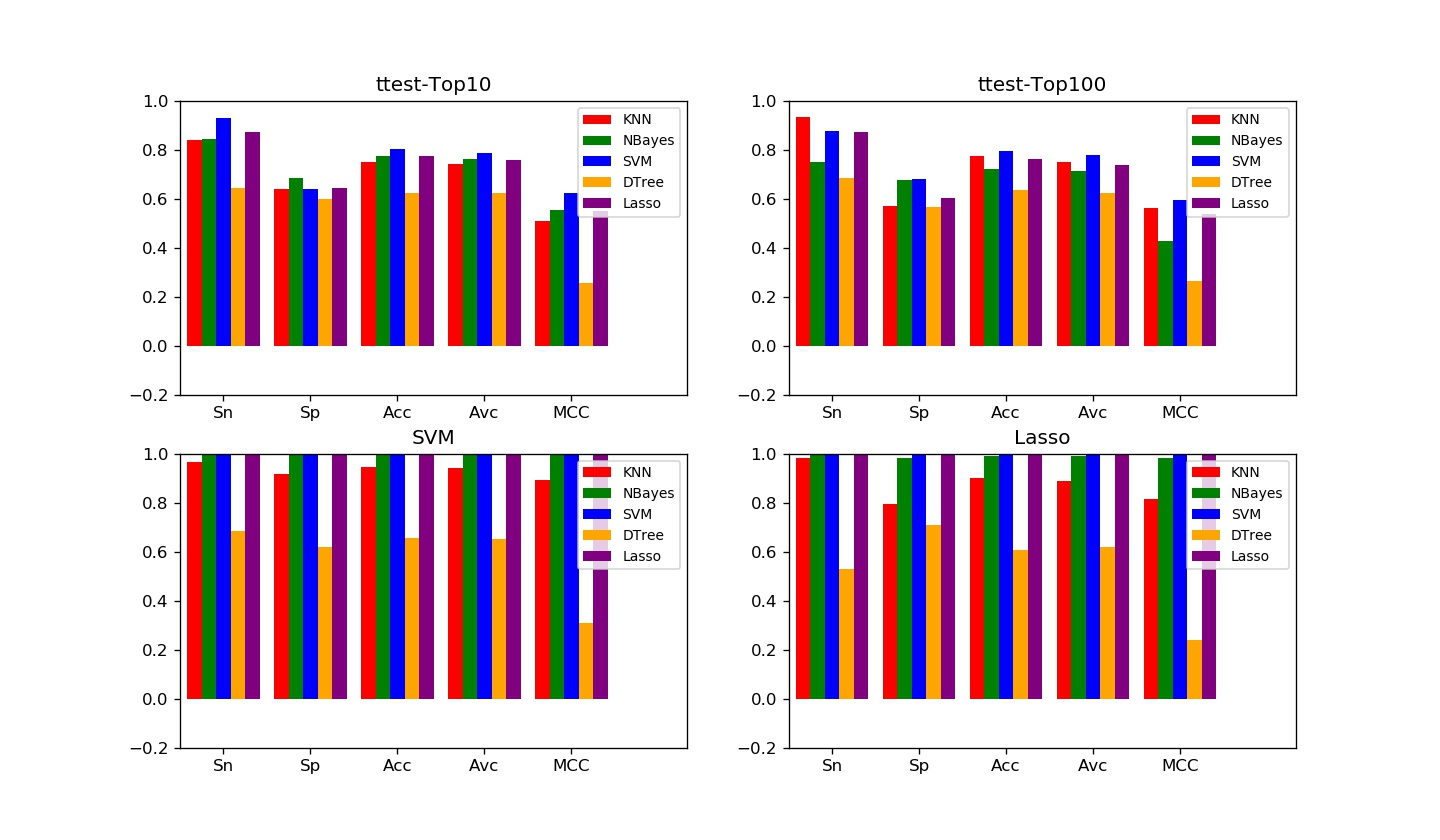 ttest-Top10
1.0
0.8
0.6
0.4
0.2
0.0
−0.2
Sn Sp Acc Avc MCC
KNN
NBayes
SVM
DTree
Lasso
ttest-Top100
1.0
0.8
0.6
0.4
0.2
0.0
−0.2
Sn Sp Acc Avc MCC
KNN
NBayes
SVM
DTree
Lasso
SVM
1.0
0.8
0.6
0.4
0.2
0.0
−0.2
Sn Sp Acc Avc MCC
KNN
NBayes
SVM
DTree
Lasso
Lasso
1.0
0.8
0.6
0.4
0.2
0.0
−0.2
Sn Sp Acc Avc MCC
KNN
NBayes
SVM
DTree
Lasso